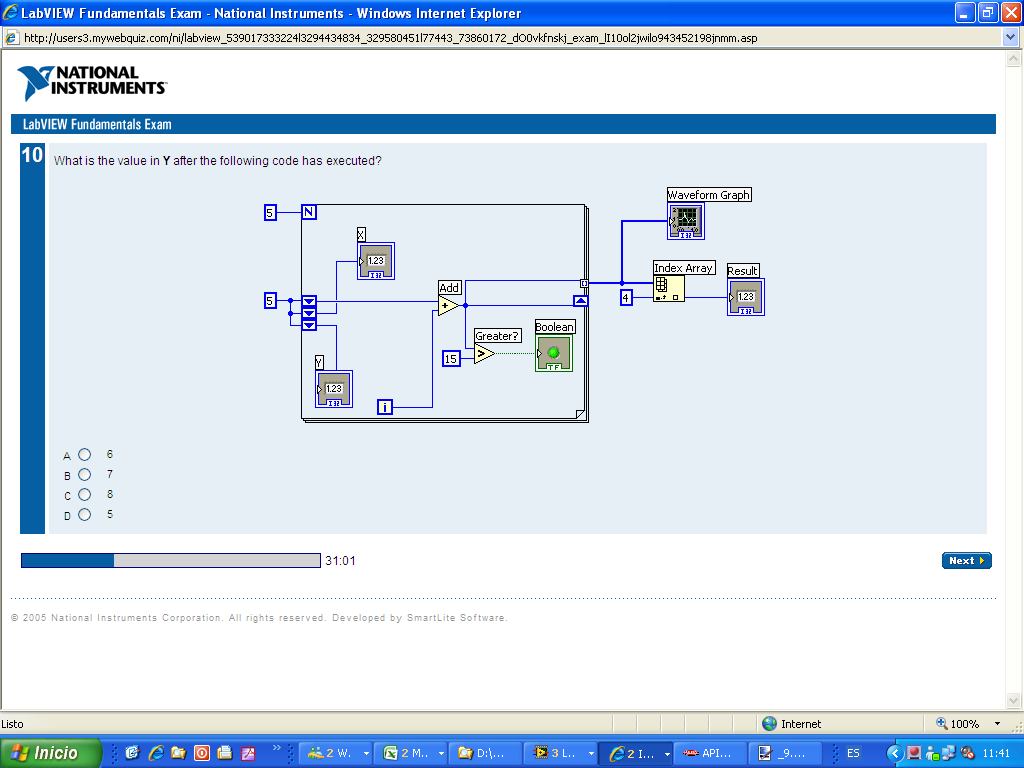 LabVIEW Fundamentals Exam - National Instruments - Windows Internet Explorer
http://users3.mywebquiz.com/ni/labview_539017333224l3294434834_329580451l77443_73860172_dO0vkfnskj_exam_lI10ol2jwilo943452198jnmm.asp
NATIONAL
INSTRUMENTS
LabVIEW Fundamentals Exam
10 What is the value in Y after the following code has executed?
Waveform Graph
I32
5 N
X
1.23
I32
Index Array
Result
4
1.23
I32
Add
+
5
Greater?
15 >
Boolean
TF
Y
1.23
I32
i
A 6
B 7
C 8
D 5
31:01
Next
© 2005 National Instruments Corporation. All rights reserved. Developed by SmartLite Software.
Listo
Internet
100%
Inicio
»
2 W.
2 M...
D:\...
3 L...
2 I...
API...
_9....
ES
11:41